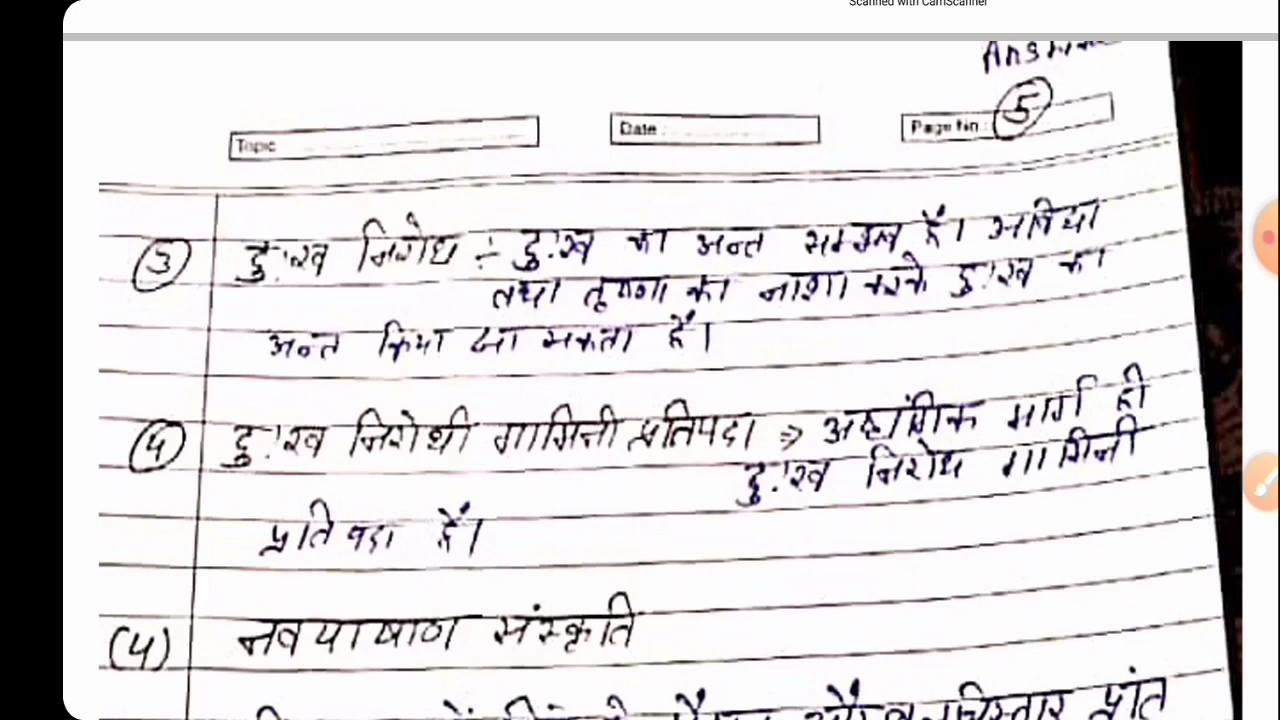 Scanned with CamScanner
Topic
Date :
Page No :
5
③ दुःख निरोध :- दुःख का अन्त सम्भव हैं। अविद्या
तथा तृष्णा का नाश करके दुःख का
अन्त किया जा सकता हैं।
④ दुःख निरोधी गामिनी प्रतिपदा ⇒ अष्टांगिक मार्ग ही
दुःख निरोध गामिनी
प्रतिपदा हैं।
(4) नवपाषाण संस्कृति